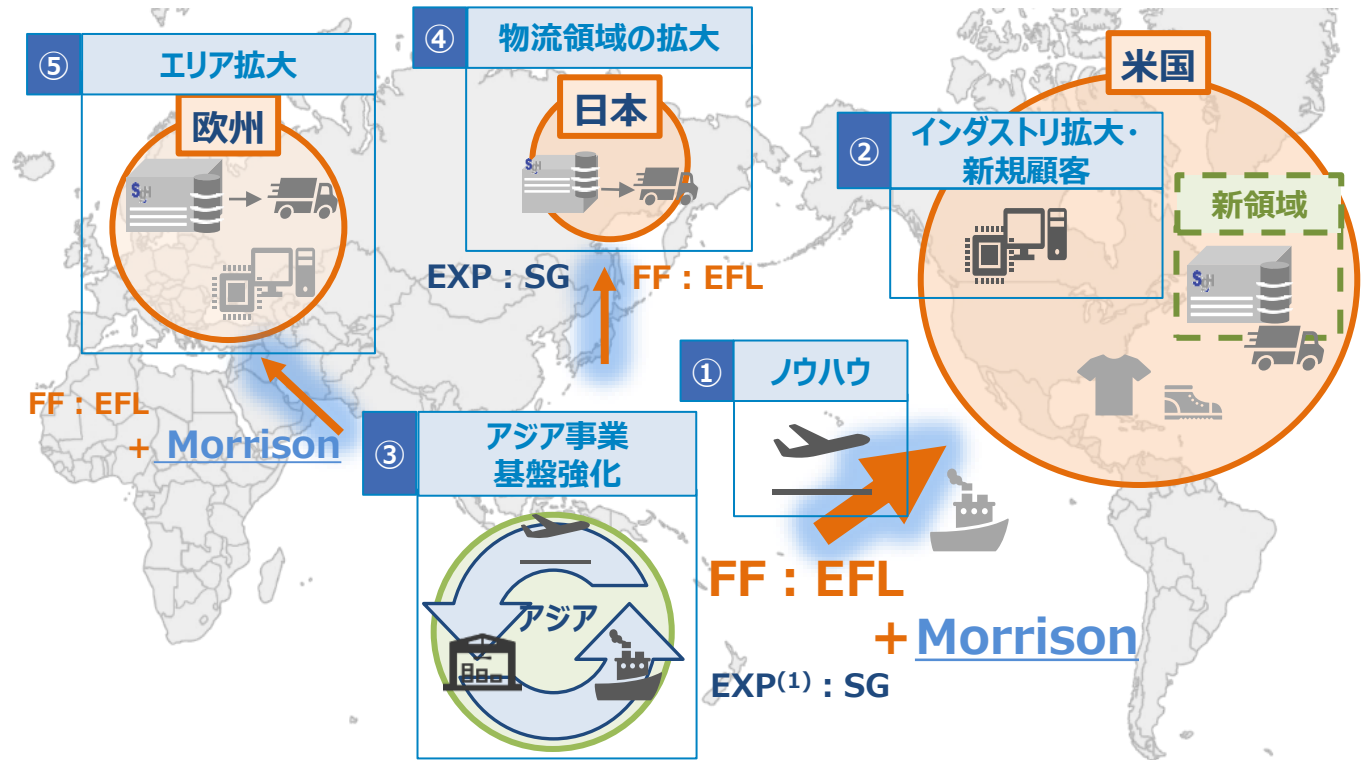 ⑤
エリア拡大
欧州
FF：EFL
+ Morrison
④
物流領域の拡大
日本
EXP：SG
FF：EFL
米国
②
インダストリ拡大・
新規顧客
新領域
①
ノウハウ
FF：EFL
+Morrison
EXP(1)：SG
③
アジア事業
基盤強化
アジア